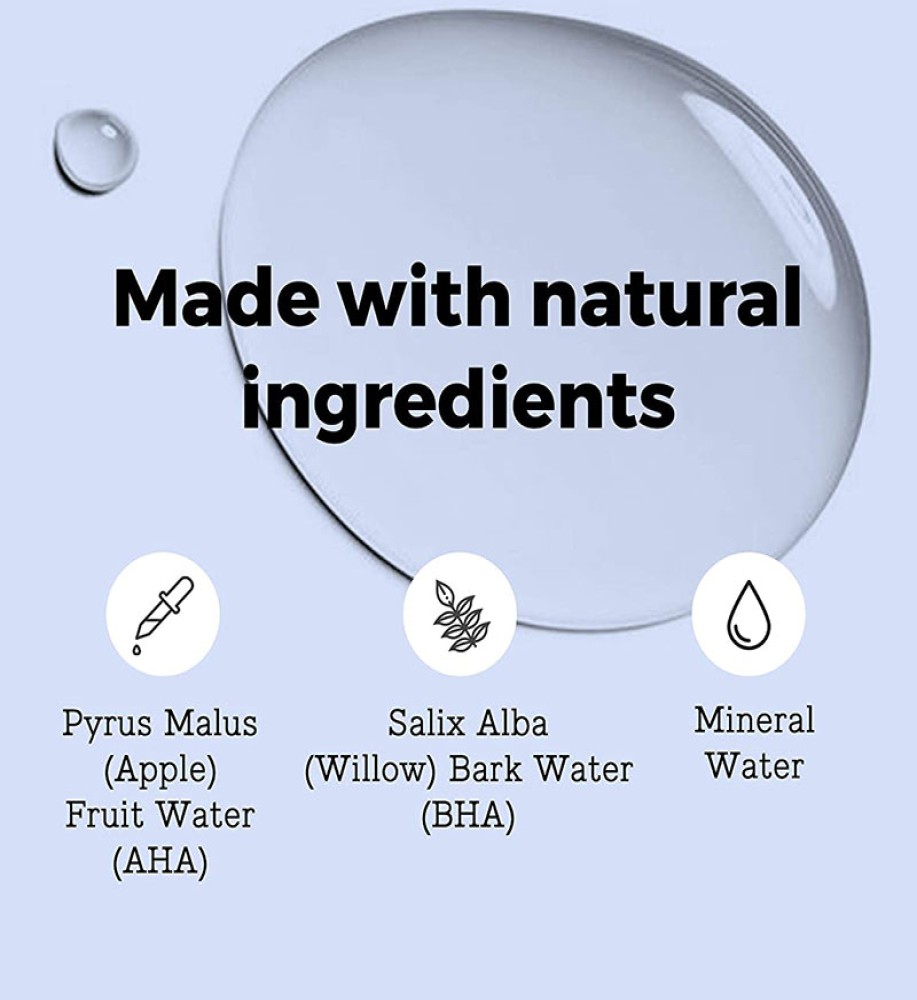 Made with natural
ingredients
Pyrus Malus
(Apple)
Fruit Water
(AHA)
Salix Alba
(Willow) Bark Water
(BHA)
Mineral
Water